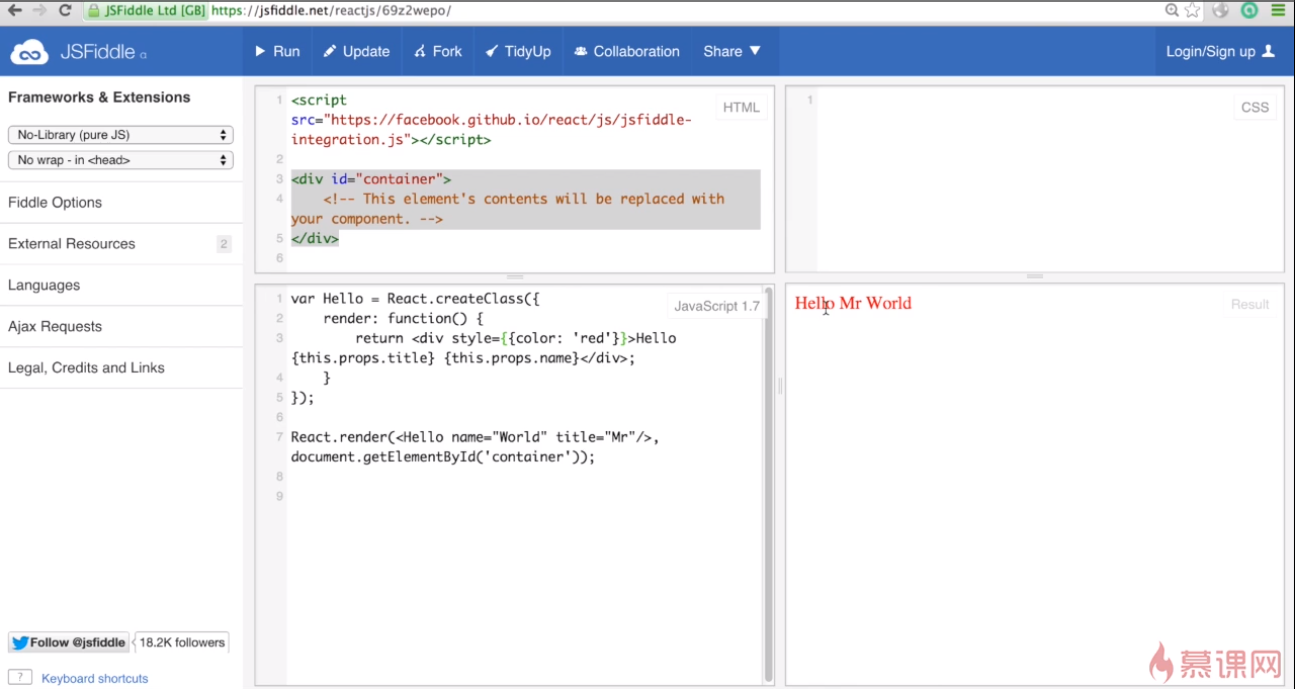 JSFiddle Ltd [GB] https://jsfiddle.net/reactjs/69z2wepo/
JSFiddle α
Run
Update
Fork
TidyUp
Collaboration
Share ▼
Login/Sign up
Frameworks & Extensions
No-Library (pure JS)
No wrap - in <head>
Fiddle Options
External Resources 2
Languages
Ajax Requests
Legal, Credits and Links
Follow @jsfiddle 18.2K followers
? Keyboard shortcuts
HTML
1 <script
src="https://facebook.github.io/react/js/jsfiddle-
integration.js"></script>
2
3 <div id="container">
4     <!-- This element's contents will be replaced with
your component. -->
5 </div>
6
CSS
1
JavaScript 1.7
1 var Hello = React.createClass({
2     render: function() {
3         return <div style={{color: 'red'}}>Hello
{this.props.title} {this.props.name}</div>;
4     }
5 });
6
7 React.render(<Hello name="World" title="Mr"/>,
document.getElementById('container'));
8
9
Hello Mr World
Result
慕课网